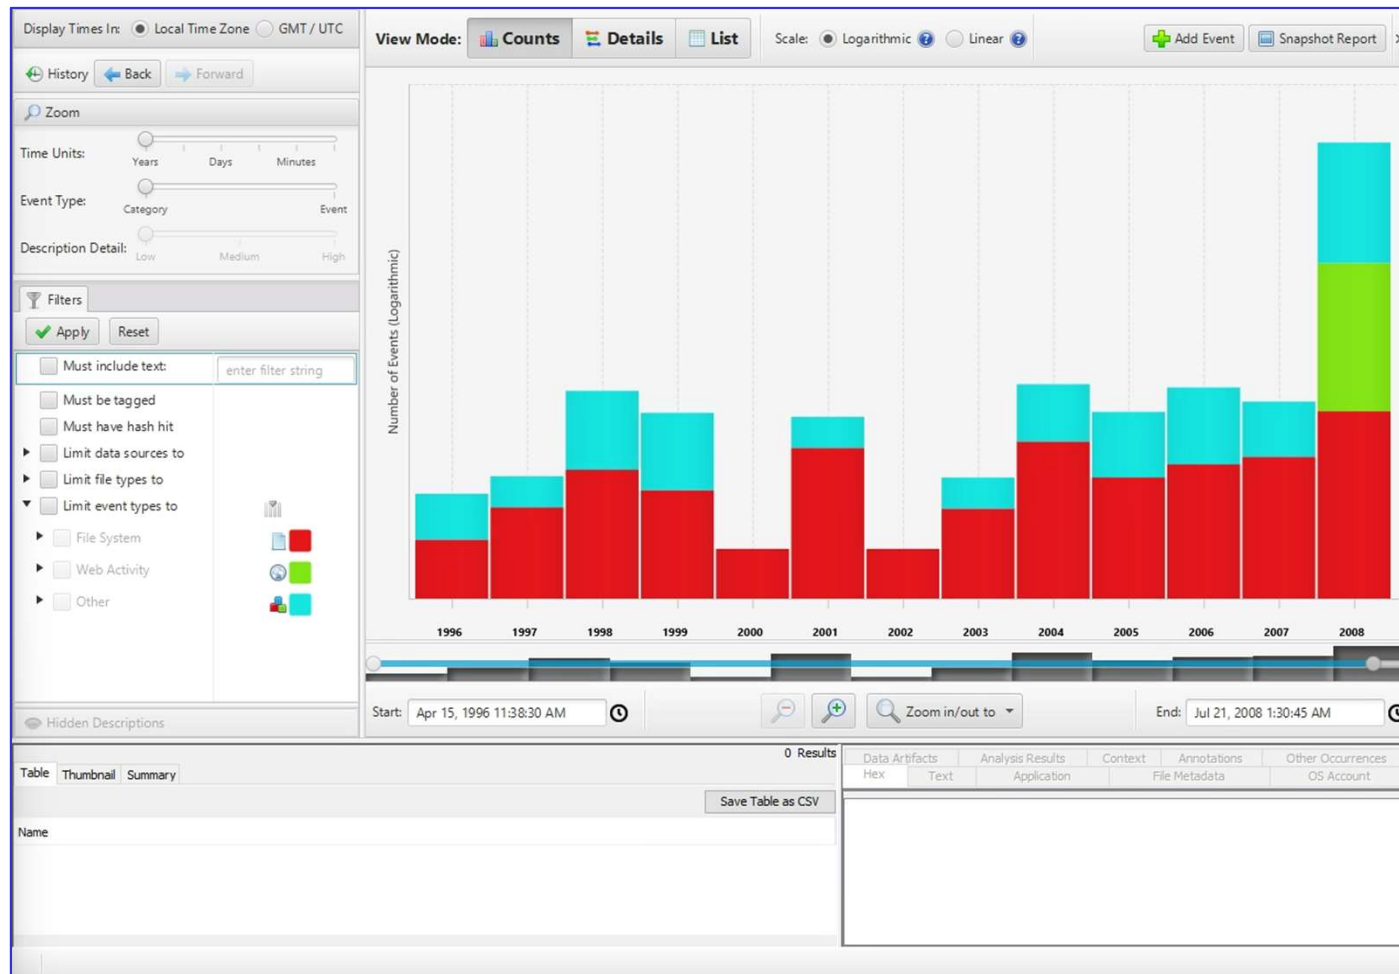 Display Times In: Local Time Zone GMT / UTC
View Mode: Counts Details List Scale: Logarithmic ? Linear ? Add Event Snapshot Report
History Back Forward
Zoom
Time Units:
Years Days Minutes
Event Type:
Category Event
Description Detail:
Low Medium High
Filters
Apply Reset
Must include text: enter filter string
Must be tagged
Must have hash hit
Limit data sources to
Limit file types to
Limit event types to
File System
Web Activity
Other
Hidden Descriptions
Number of Events (Logarithmic)
1996 1997 1998 1999 2000 2001 2002 2003 2004 2005 2006 2007 2008
Start: Apr 15, 1996 11:38:30 AM Zoom in/out to End: Jul 21, 2008 1:30:45 AM
0 Results
Table Thumbnail Summary
Save Table as CSV
Name
Data Artifacts Analysis Results Context Annotations Other Occurrences
Hex Text Application File Metadata OS Account